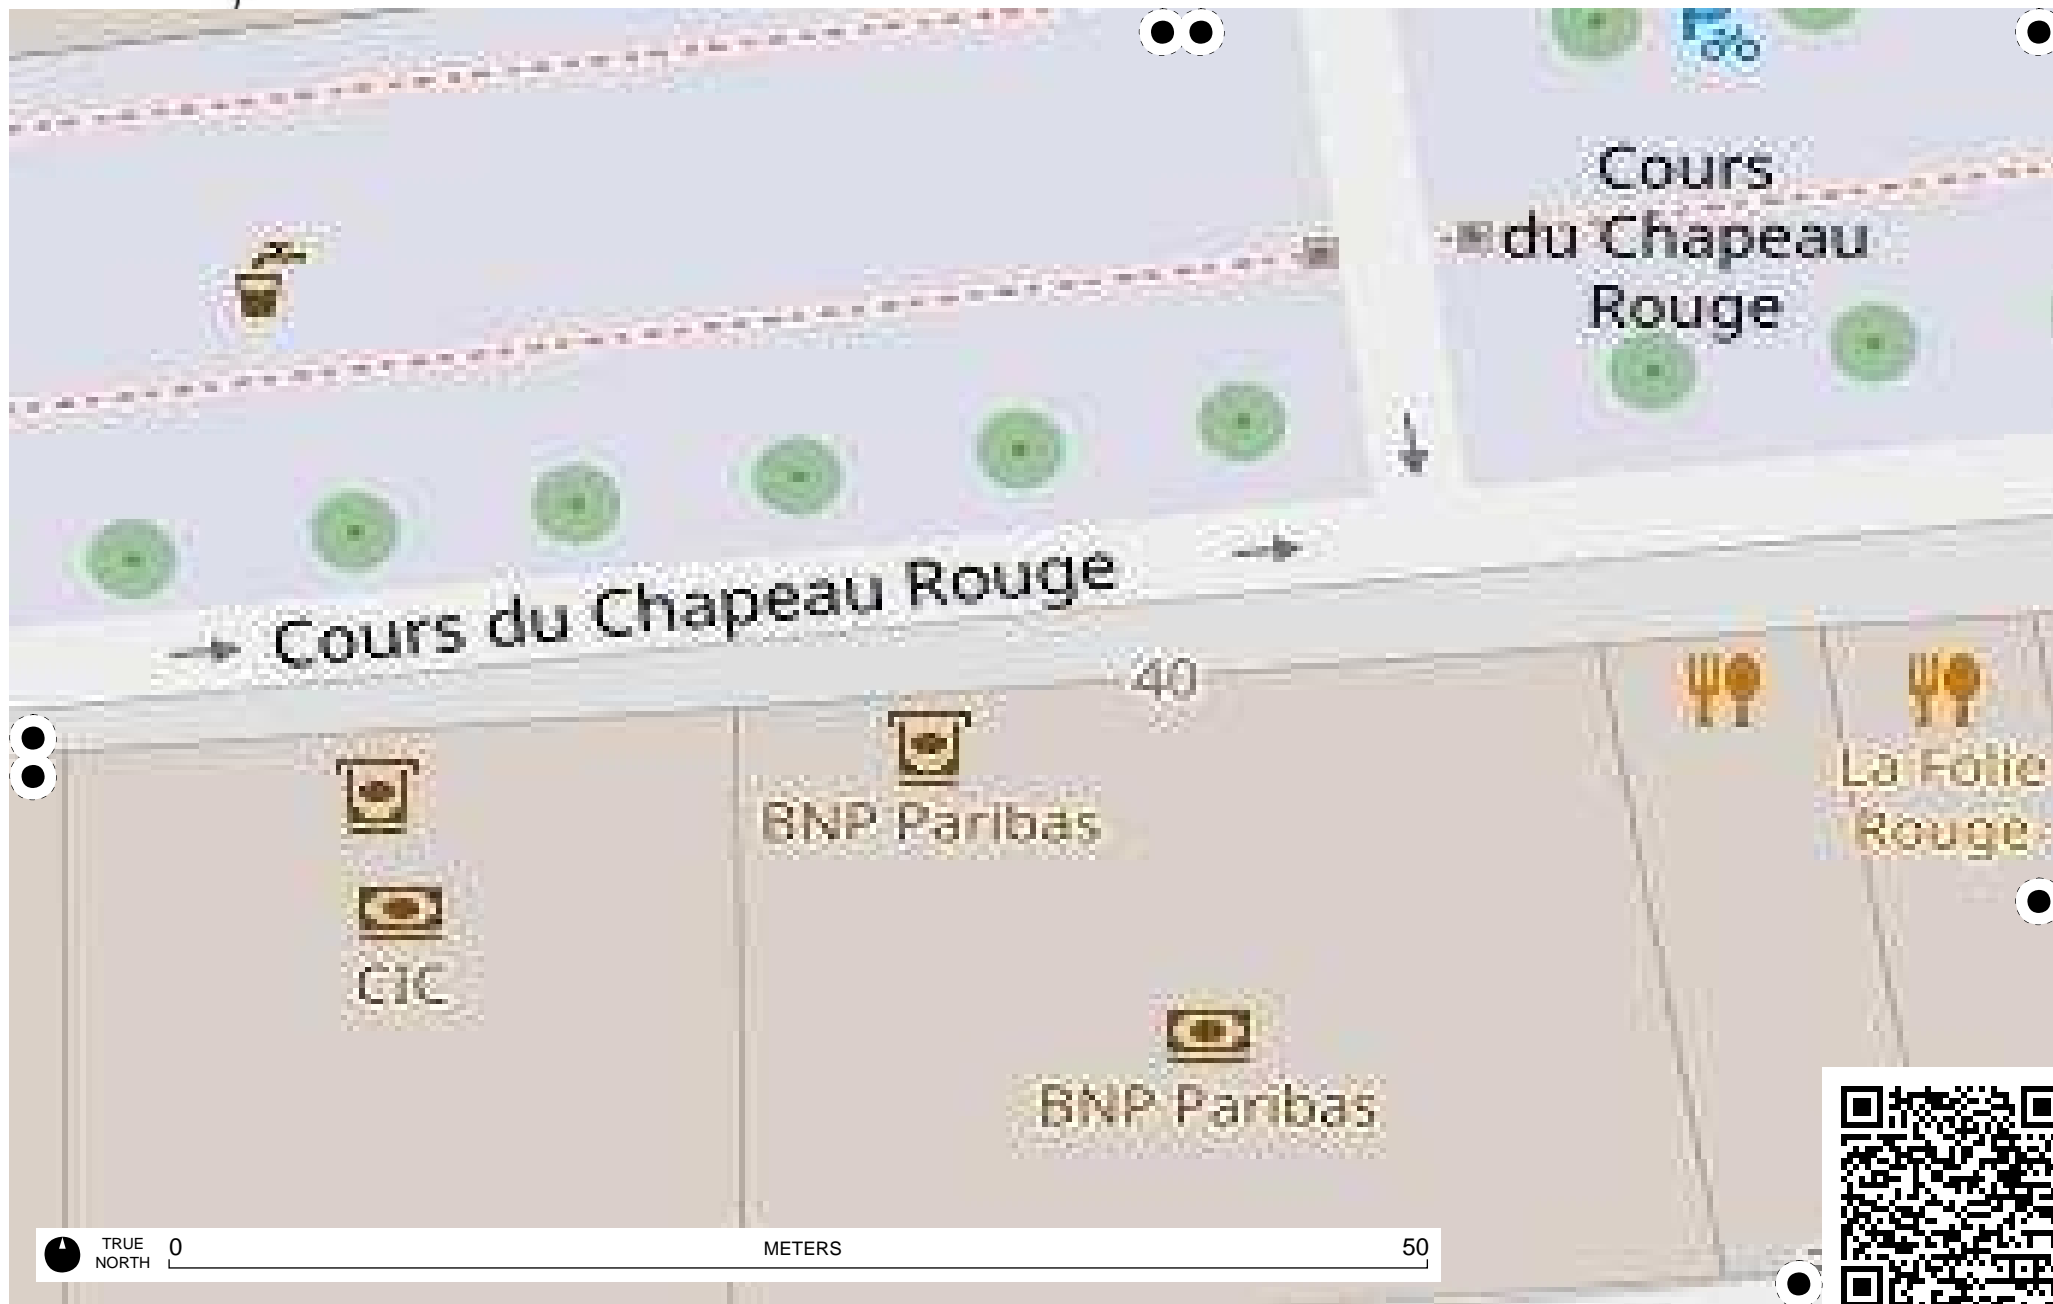 Cours
du Chapeau
Rouge
Cours du Chapeau Rouge
40
BNP Paribas
La Folie
Rouge
CIC
BNP Paribas
TRUE
NORTH
0
METERS
50